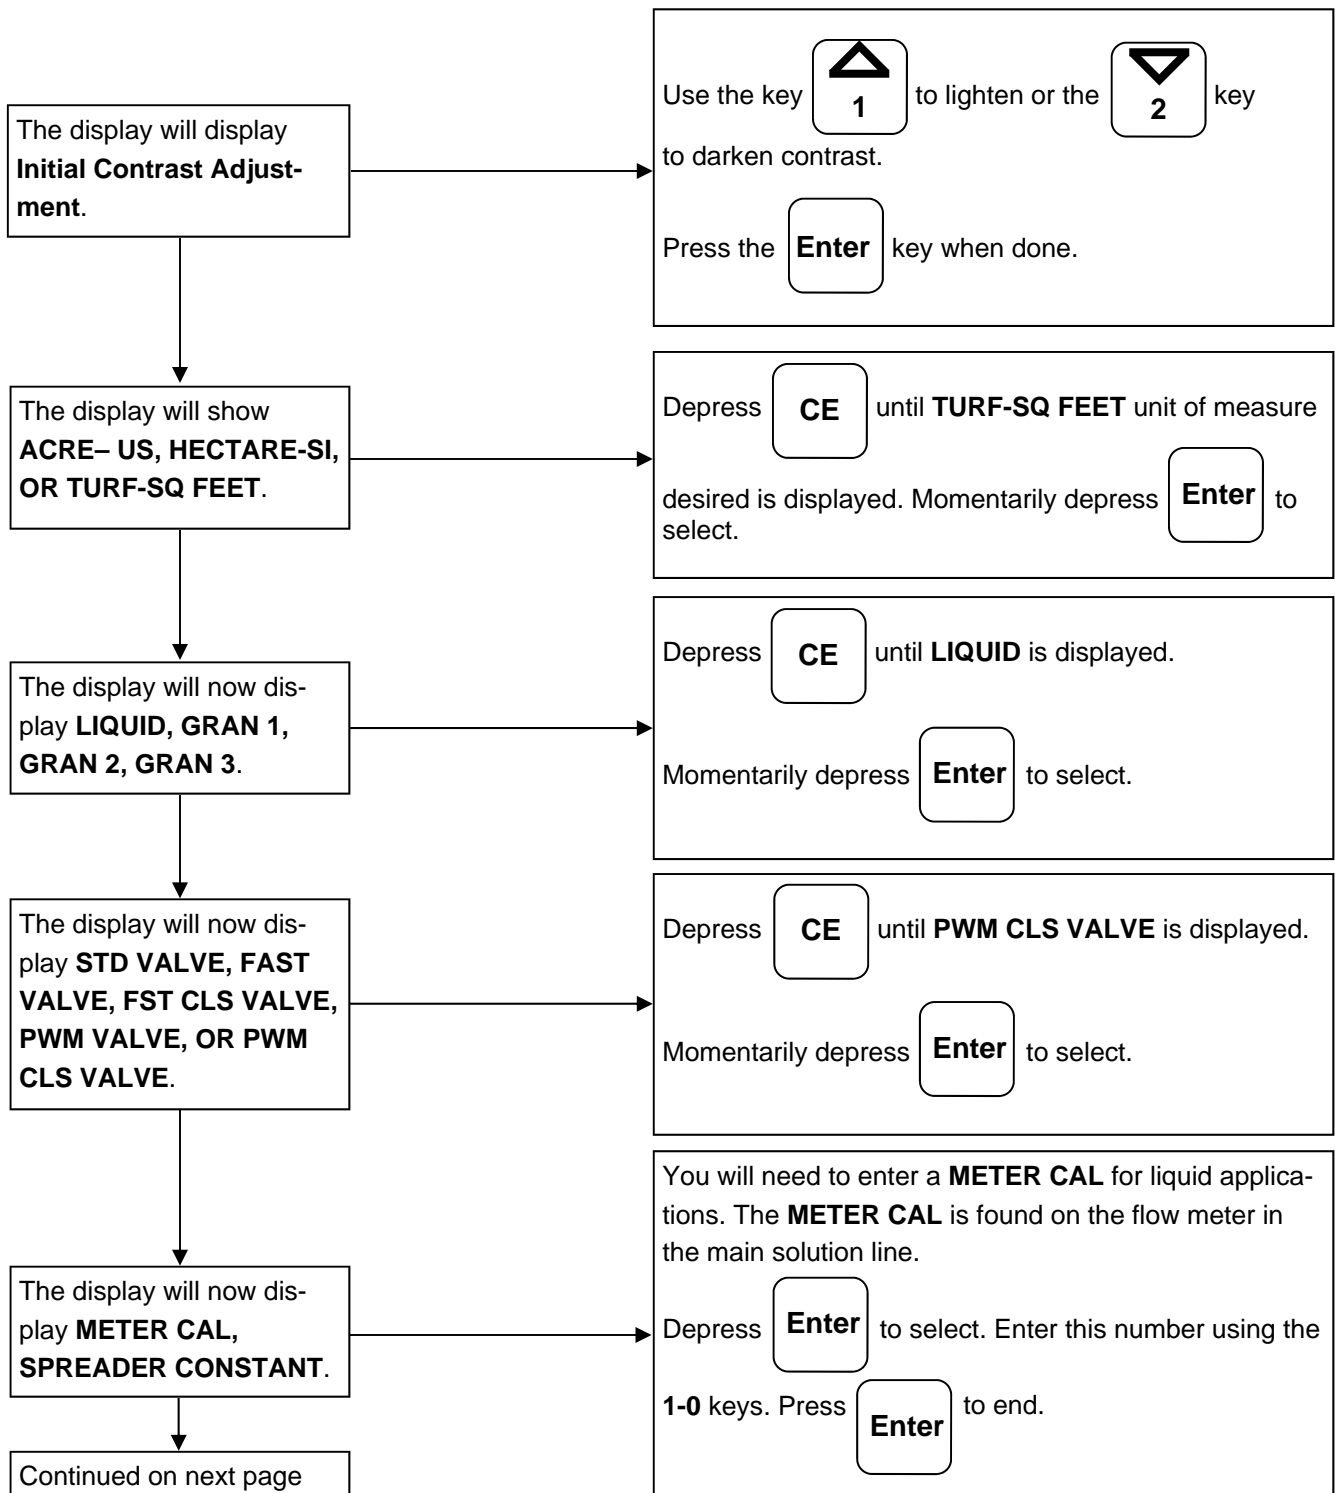 The display will display
Initial Contrast Adjust-
ment.
Use the key 1 to lighten or the 2 key
to darken contrast.
Press the Enter key when done.
The display will show
ACRE– US, HECTARE-SI,
OR TURF-SQ FEET.
Depress CE until TURF-SQ FEET unit of measure
desired is displayed. Momentarily depress Enter to
select.
The display will now dis-
play LIQUID, GRAN 1,
GRAN 2, GRAN 3.
Depress CE until LIQUID is displayed.
Momentarily depress Enter to select.
The display will now dis-
play STD VALVE, FAST
VALVE, FST CLS VALVE,
PWM VALVE, OR PWM
CLS VALVE.
Depress CE until PWM CLS VALVE is displayed.
Momentarily depress Enter to select.
The display will now dis-
play METER CAL,
SPREADER CONSTANT.
You will need to enter a METER CAL for liquid applica-
tions. The METER CAL is found on the flow meter in
the main solution line.
Depress Enter to select. Enter this number using the
1-0 keys. Press Enter to end.
Continued on next page